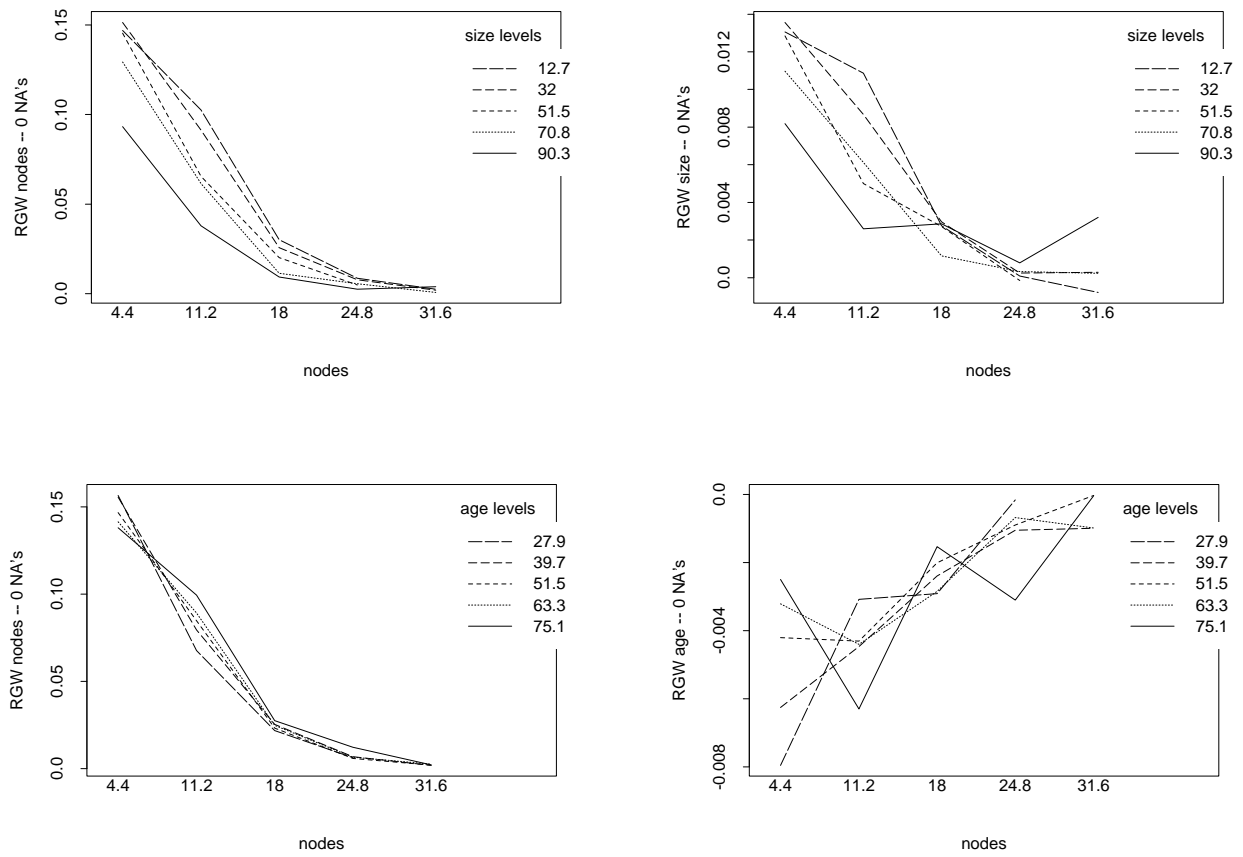 RGW nodes -- 0 NA's
0.15
0.10
0.05
0.0
size levels
12.7
32
51.5
70.8
90.3
4.4 11.2 18 24.8 31.6
nodes
RGW size -- 0 NA's
0.012
0.008
0.004
0.0
size levels
12.7
32
51.5
70.8
90.3
4.4 11.2 18 24.8 31.6
nodes
RGW nodes -- 0 NA's
0.15
0.10
0.05
0.0
age levels
27.9
39.7
51.5
63.3
75.1
4.4 11.2 18 24.8 31.6
nodes
RGW age -- 0 NA's
0.0
-0.004
-0.008
age levels
27.9
39.7
51.5
63.3
75.1
4.4 11.2 18 24.8 31.6
nodes